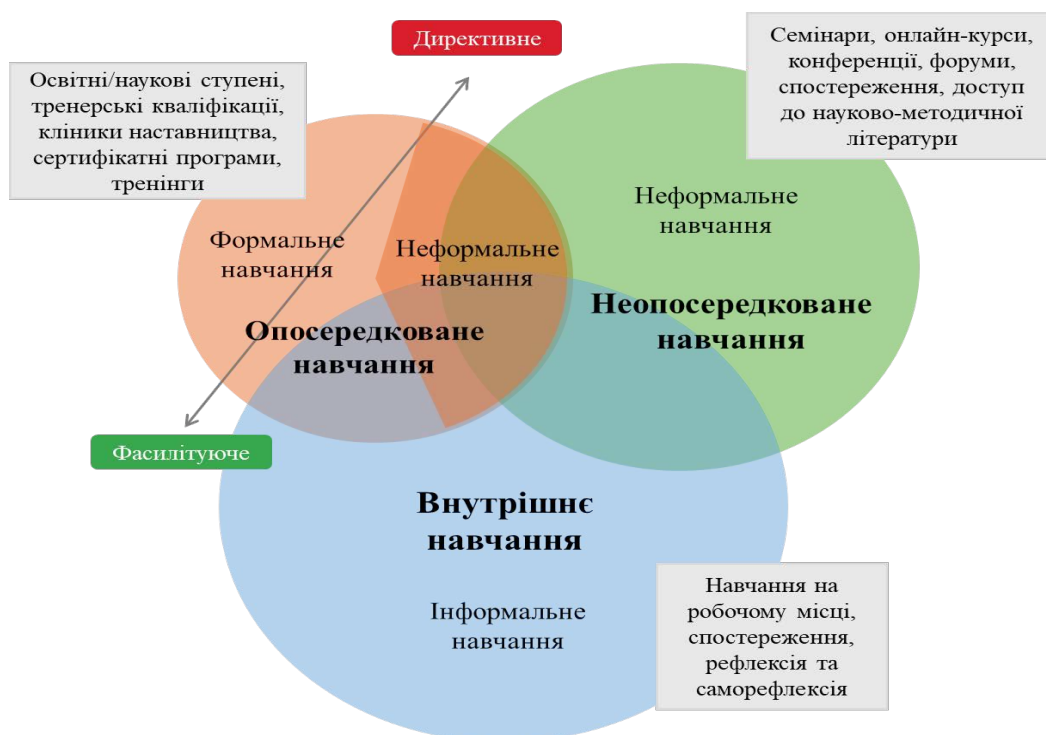 Директивне
Семінари, онлайн-курси,
конференції, форуми,
спостереження, доступ
до науково-методичної
літератури
Освітні/наукові ступені,
тренерські кваліфікації,
клініки наставництва,
сертифікатні програми,
тренінги
Неформальне
навчання
Формальне
навчання
Неформальне
навчання
Неопосредковане
навчання
Опосередковане
навчання
Фасилітуюче
Внутрішнє
навчання
Інформальне
навчання
Навчання на
робочому місці,
спостереження,
рефлексія та
саморефлексія